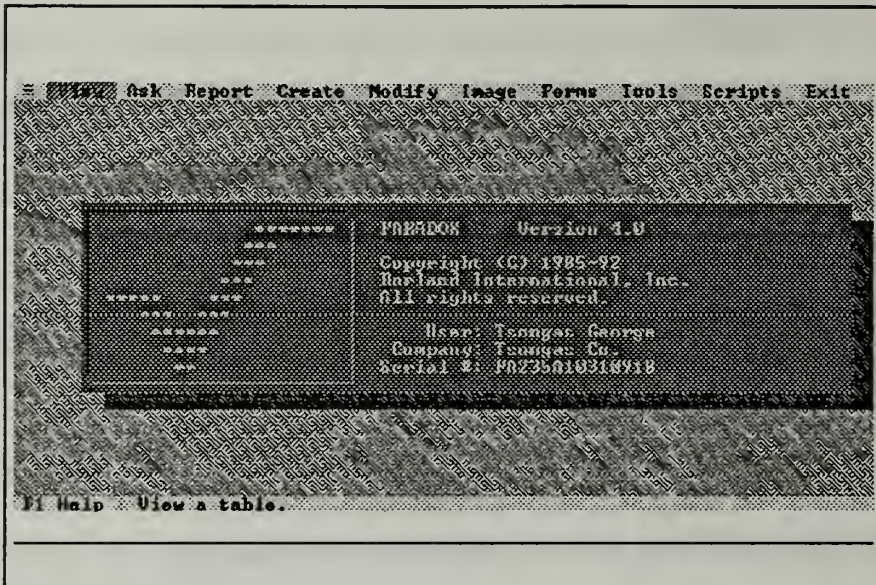 ≡ View Ask Report Create Modify Image Forms Tools Scripts Exit
PARADOX Version 4.0
Copyright (C) 1985-92
Borland International, Inc.
All rights reserved.
User: Tsongas George
Company: Tsongas Co.
Serial #:
F1 Help View a table.